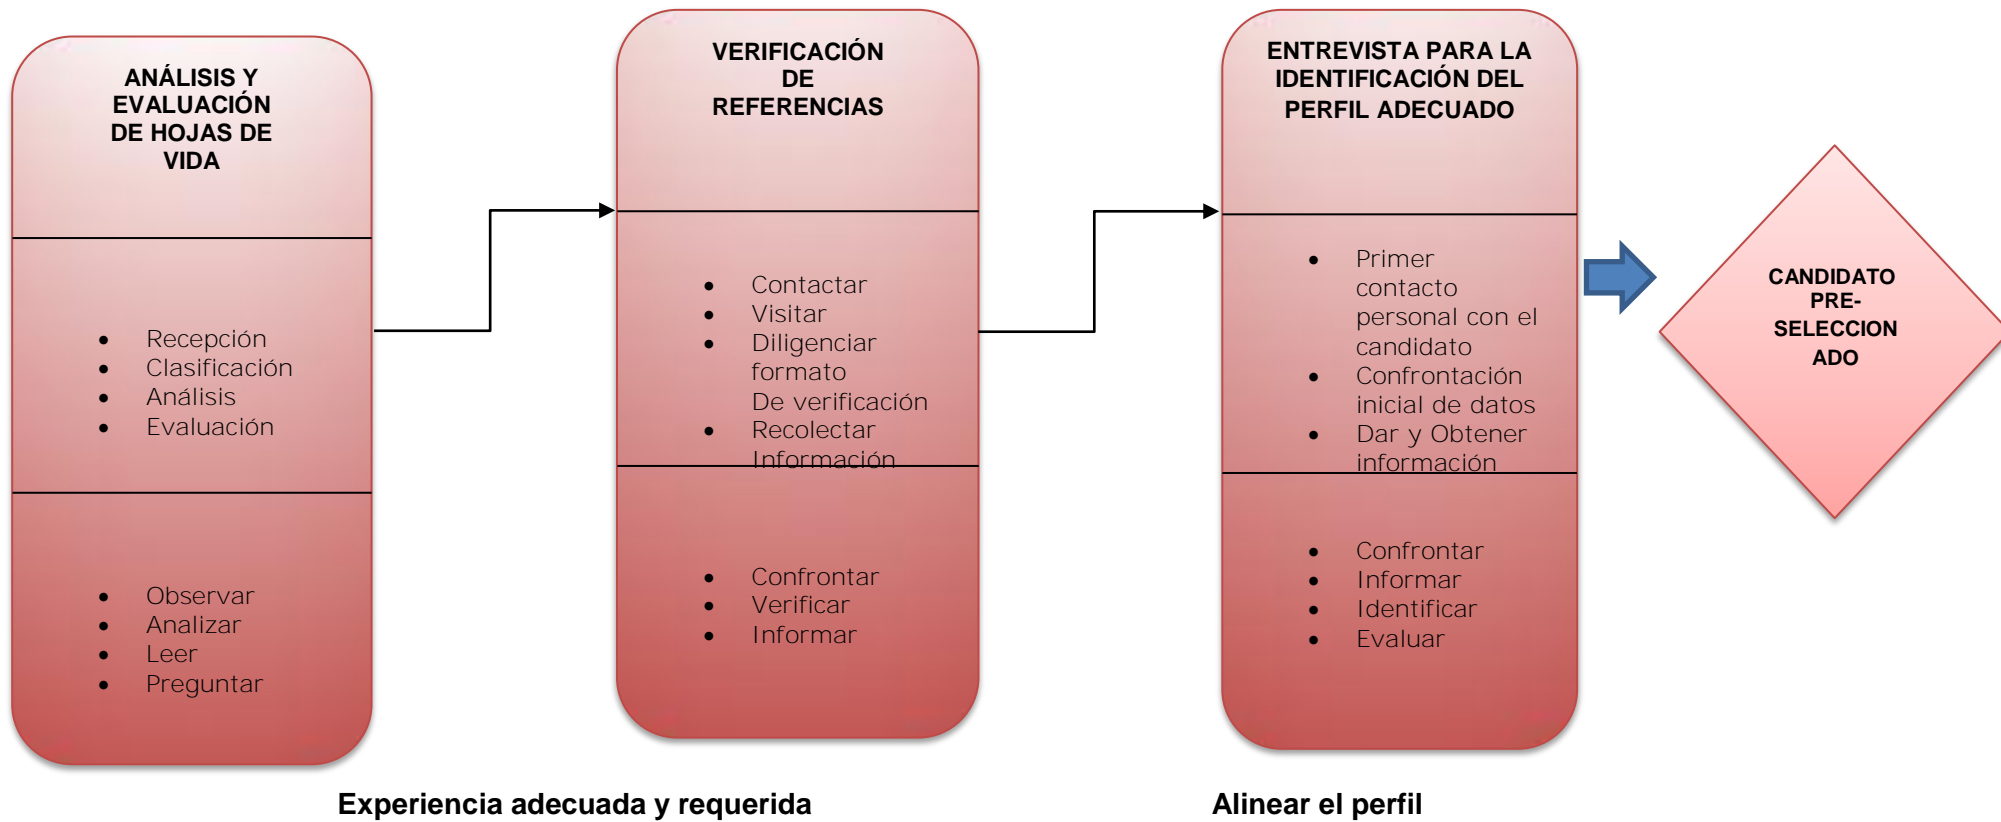 ANÁLISIS Y
EVALUACIÓN
DE HOJAS DE
VIDA
• Recepción
• Clasificación
• Análisis
• Evaluación
• Observar
• Analizar
• Leer
• Preguntar
VERIFICACIÓN
DE
REFERENCIAS
• Contactar
• Visitar
• Diligenciar
formato
De verificación
• Recolectar
Información
• Confrontar
• Verificar
• Informar
ENTREVISTA PARA LA
IDENTIFICACIÓN DEL
PERFIL ADECUADO
• Primer
contacto
personal con el
candidato
• Confrontación
inicial de datos
• Dar y Obtener
información
• Confrontar
• Informar
• Identificar
• Evaluar
CANDIDATO
PRE-
SELECCION
ADO
Experiencia adecuada y requerida
Alinear el perfil